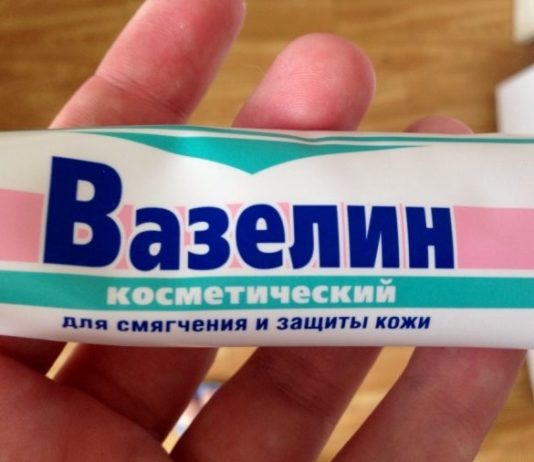 Вазелин
косметический
для смягчения и защиты кожи